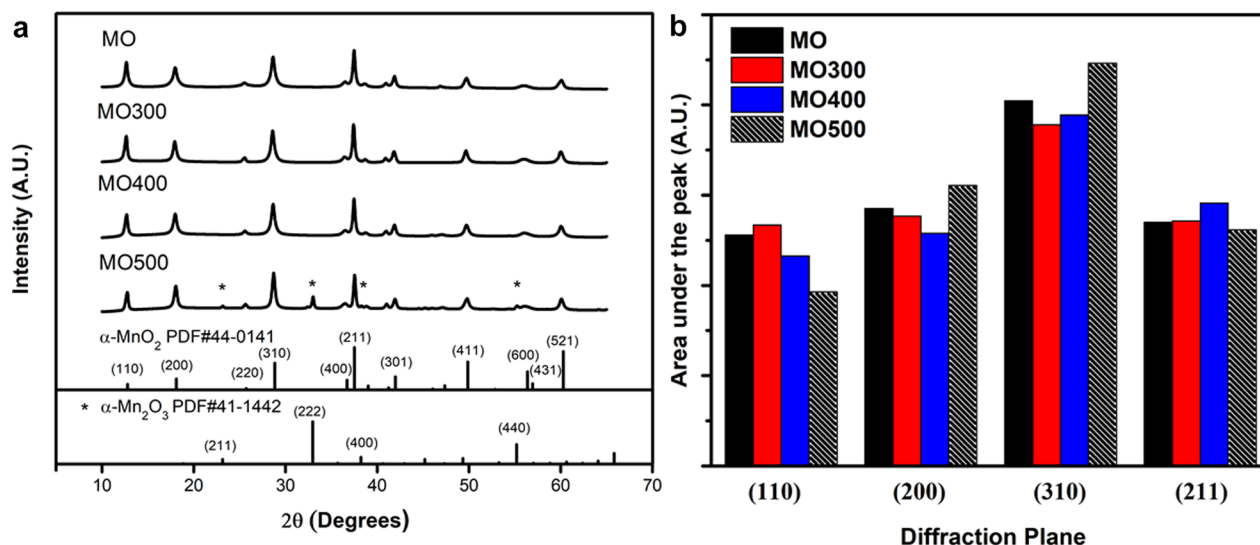 a
MO
MO300
MO400
MO500
* * * *
α-MnO2 PDF#44-0141
(110) (200) (220) (310) (400) (211) (301) (411) (600) (431) (521)
* α-Mn2O3 PDF#41-1442
(211) (222) (400) (440)
10 20 30 40 50 60 70
2θ (Degrees)
Intensity (A.U.)
b
MO
MO300
MO400
MO500
Area under the peak (A.U.)
(110) (200) (310) (211)
Diffraction Plane